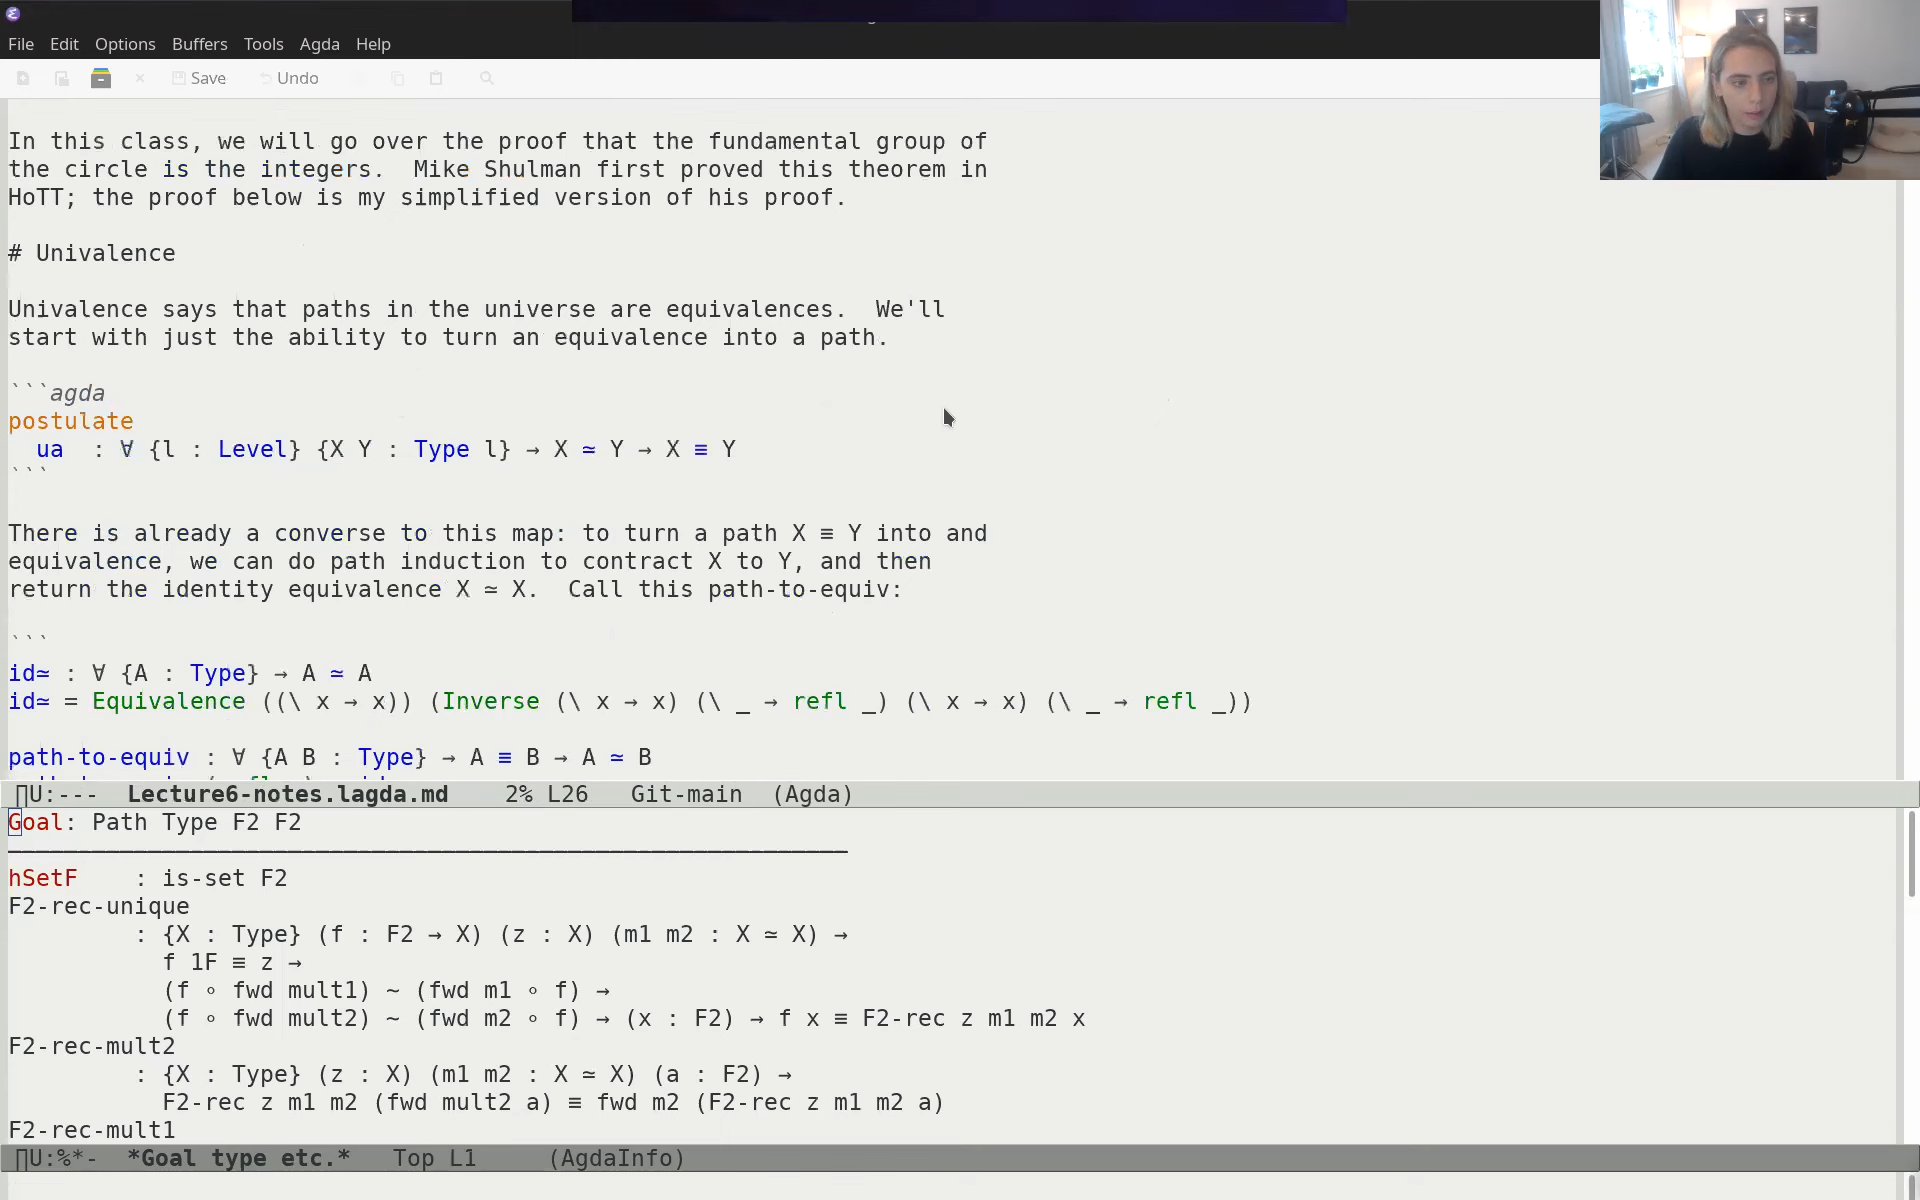 File Edit Options Buffers Tools Agda Help
Save Undo
In this class, we will go over the proof that the fundamental group of
the circle is the integers.  Mike Shulman first proved this theorem in
HoTT; the proof below is my simplified version of his proof.
# Univalence
Univalence says that paths in the universe are equivalences.  We'll
start with just the ability to turn an equivalence into a path.
```agda
postulate
  ua  : ∀ {l : Level} {X Y : Type l} → X ≃ Y → X ≡ Y
```
There is already a converse to this map: to turn a path X ≡ Y into and
equivalence, we can do path induction to contract X to Y, and then
return the identity equivalence X ≃ X.  Call this path-to-equiv:
```
id≃ : ∀ {A : Type} → A ≃ A
id≃ = Equivalence ((\ x → x)) (Inverse (\ x → x) (\ _ → refl _) (\ x → x) (\ _ → refl _))
path-to-equiv : ∀ {A B : Type} → A ≡ B → A ≃ B
∏U:---  Lecture6-notes.lagda.md    2% L26   Git-main  (Agda)
Goal: Path Type F2 F2
hSetF    : is-set F2
F2-rec-unique
         : {X : Type} (f : F2 → X) (z : X) (m1 m2 : X ≃ X) →
           f 1F ≡ z →
           (f ∘ fwd mult1) ~ (fwd m1 ∘ f) →
           (f ∘ fwd mult2) ~ (fwd m2 ∘ f) → (x : F2) → f x ≡ F2-rec z m1 m2 x
F2-rec-mult2
         : {X : Type} (z : X) (m1 m2 : X ≃ X) (a : F2) →
           F2-rec z m1 m2 (fwd mult2 a) ≡ fwd m2 (F2-rec z m1 m2 a)
F2-rec-mult1
∏U:%*-  *Goal type etc.*   Top L1     (AgdaInfo)